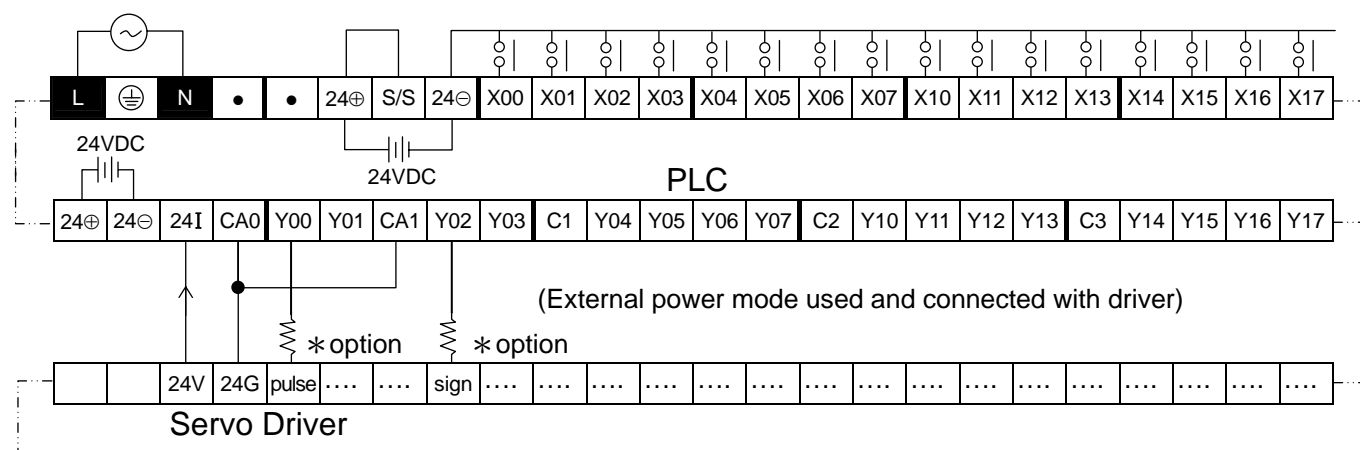 L N • • 24⊕ S/S 24⊖ X00 X01 X02 X03 X04 X05 X06 X07 X10 X11 X12 X13 X14 X15 X16 X17
24VDC
24VDC
PLC
24⊕ 24⊖ 24I CA0 Y00 Y01 CA1 Y02 Y03 C1 Y04 Y05 Y06 Y07 C2 Y10 Y11 Y12 Y13 C3 Y14 Y15 Y16 Y17
(External power mode used and connected with driver)
＊option ＊option
24V 24G pulse .... .... sign .... .... .... .... .... .... .... .... .... .... .... .... .... .... .... ....
Servo Driver